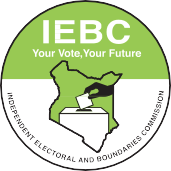 IEBC
Your Vote,Your Future
INDEPENDENT ELECTORAL AND BOUNDARIES COMMISSION